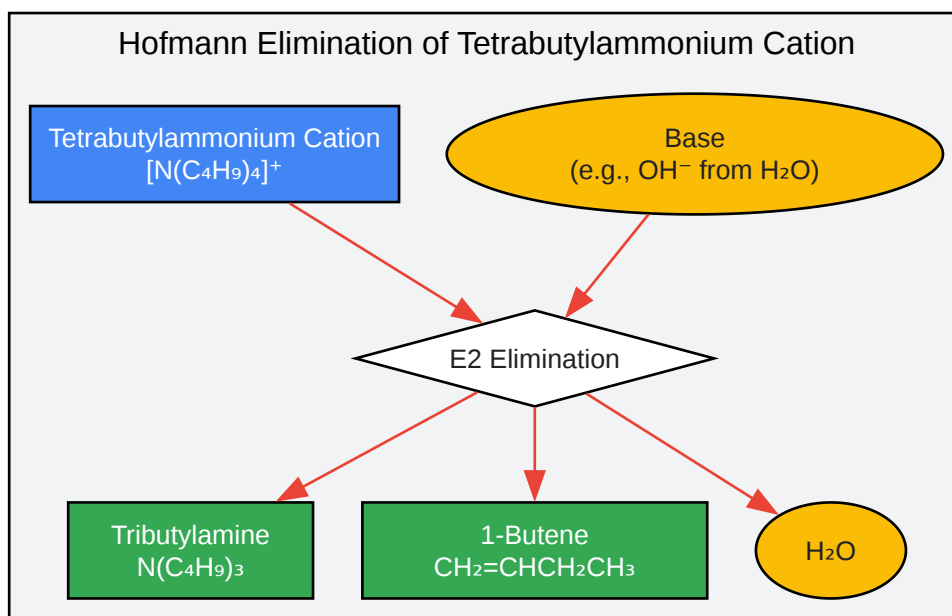 Hofmann Elimination of Tetrabutylammonium Cation
Tetrabutylammonium Cation
[N(C₄H₉)₄]⁺
Base
(e.g., OH⁻ from H₂O)
E2 Elimination
Tributylamine
N(C₄H₉)₃
1-Butene
CH₂=CHCH₂CH₃
H₂O